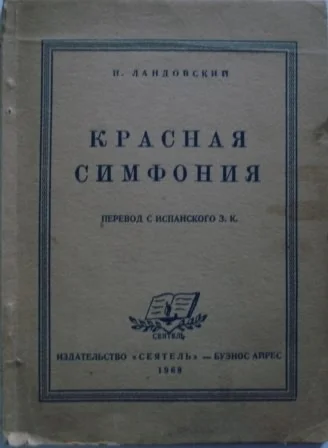 И. ЛАНДОВСКИЙ
КРАСНАЯ
СИМФОНИЯ
ПЕРЕВОД С ИСПАНСКОГО З. К.
СЕЯТЕЛЬ
ИЗДАТЕЛЬСТВО «СЕЯТЕЛЬ» — БУЭНОС АЙРЕС
1968